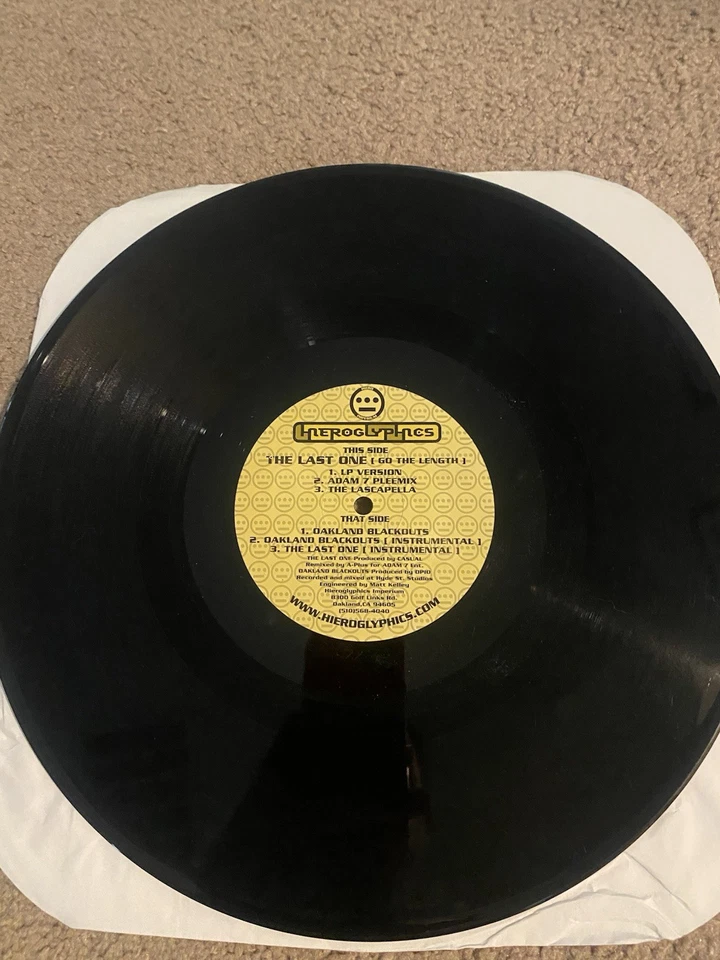 HIEROGLYPHICS
THIS SIDE
THE LAST ONE [ GO THE LENGTH ]
1. LP VERSION
2. ADAM 7 PLEEMIX
3. THE LASCAPELLA
THAT SIDE
1. OAKLAND BLACKOUTS
2. OAKLAND BLACKOUTS [ INSTRUMENTAL ]
3. THE LAST ONE [ INSTRUMENTAL ]
THE LAST ONE Produced by CASUAL
Remixed by A-Plus for ADAM 7 Ent.
OAKLAND BLACKOUTS Produced by OPIO
Recorded and mixed at Hyde St. Studios
Engineered by Matt Kelley
Hieroglyphics Imperium
8300 Golf Links Rd.
Oakland,CA 94605
(510)568-4040
WWW.HIEROGLYPHICS.COM